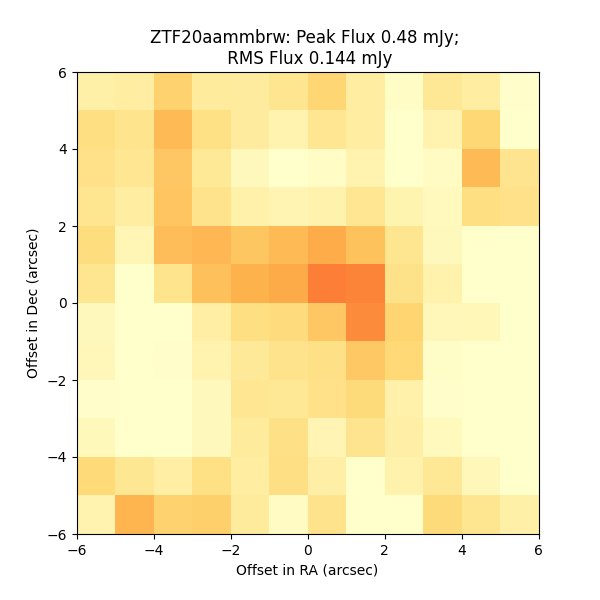 ZTF20aammbrw: Peak Flux 0.48 mJy;
RMS Flux 0.144 mJy
6
4
2
0
−2
−4
−6
Offset in Dec (arcsec)
−6 −4 −2 0 2 4 6
Offset in RA (arcsec)